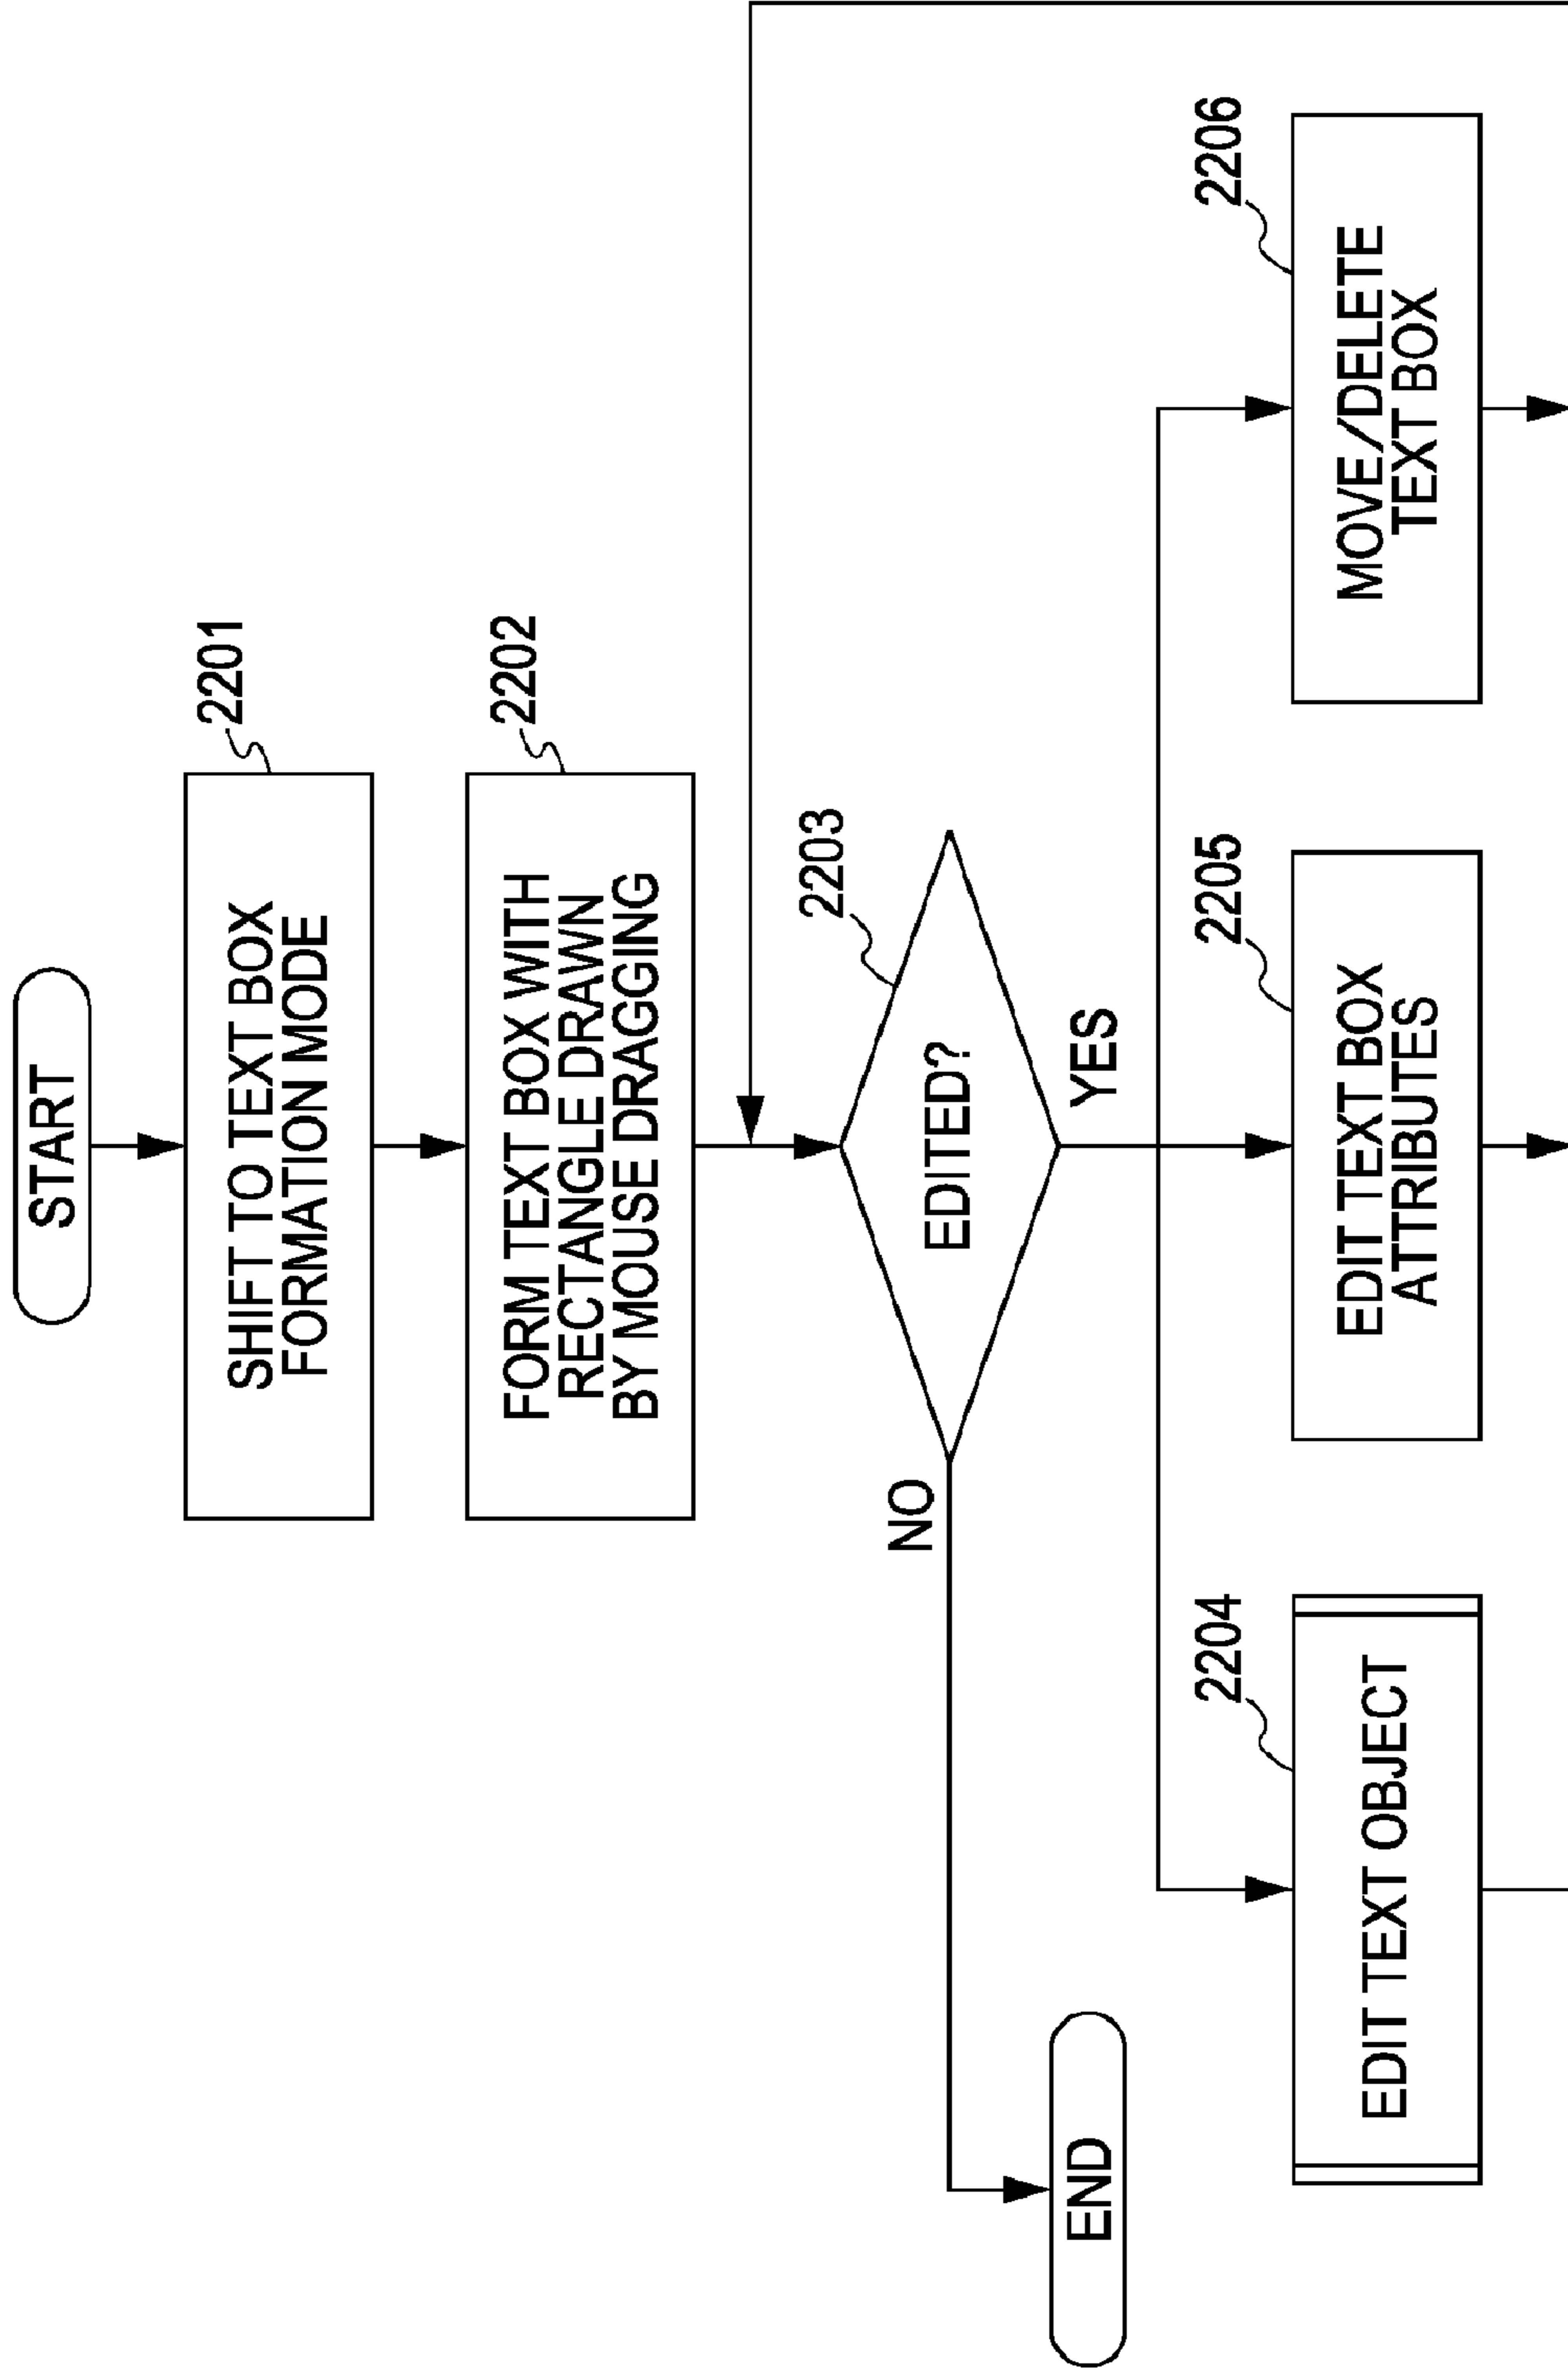 START
2201
SHIFT TO TEXT BOX
FORMATION MODE
2202
FORM TEXT BOX WITH
RECTANGLE DRAWN
BY MOUSE DRAGGING
2203
EDITED?
NO
YES
END
2204
EDIT TEXT OBJECT
2205
EDIT TEXT BOX
ATTRIBUTES
2206
MOVE/DELETE
TEXT BOX